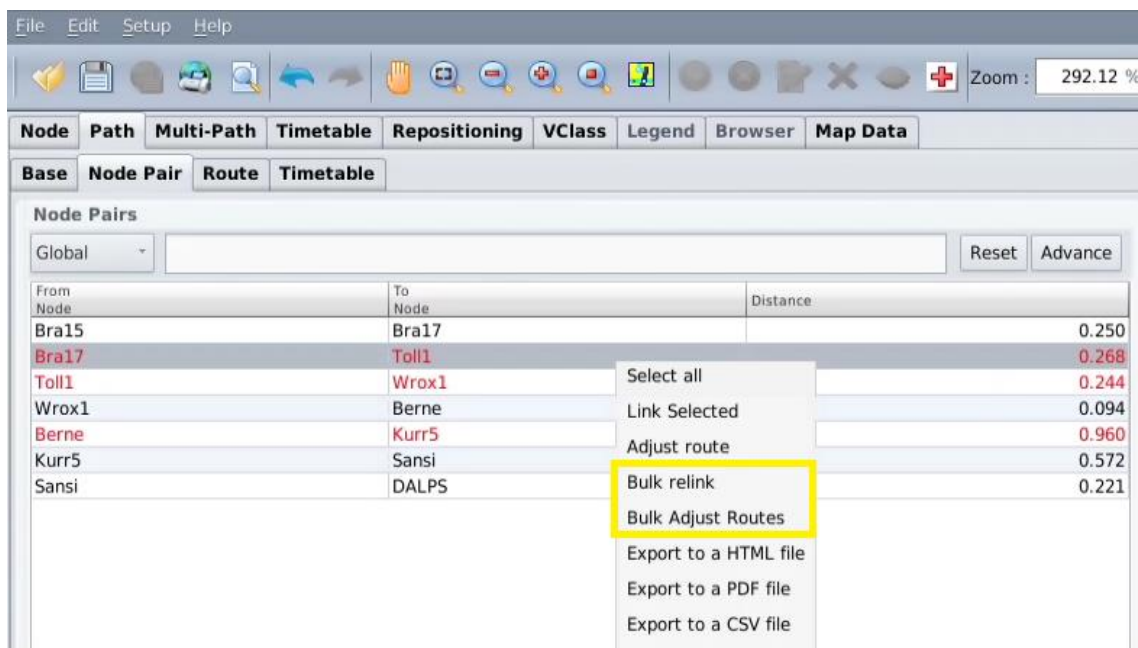 File Edit Setup Help
Zoom : 292.12 %
Node Path Multi-Path Timetable Repositioning VClass Legend Browser Map Data
Base Node Pair Route Timetable
Node Pairs
Global Reset Advance
From Node To Node Distance
Bra15 Bra17 0.250
Bra17 Toll1 0.268
Toll1 Wrox1 0.244
Wrox1 Berne 0.094
Berne Kurr5 0.960
Kurr5 Sansi 0.572
Sansi DALPS 0.221
Select all
Link Selected
Adjust route
Bulk relink
Bulk Adjust Routes
Export to a HTML file
Export to a PDF file
Export to a CSV file